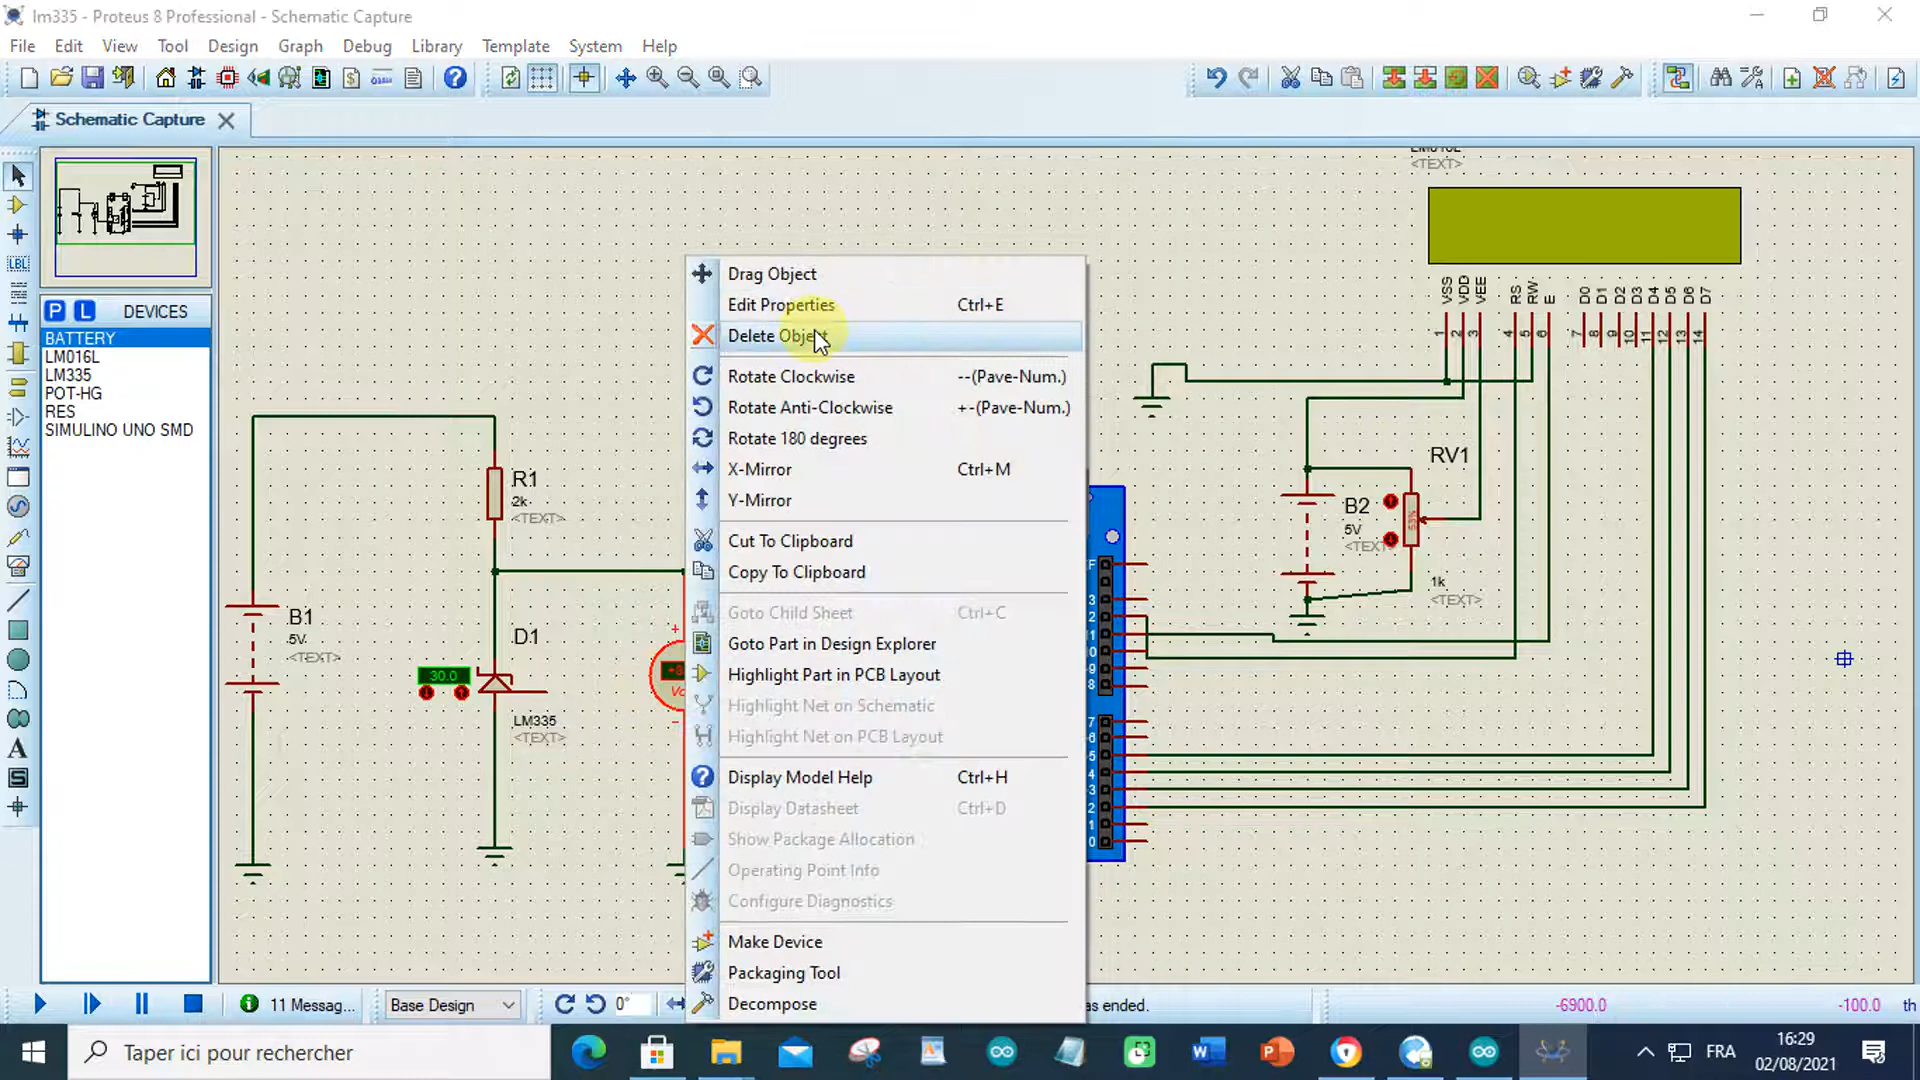 lm335 - Proteus 8 Professional - Schematic Capture
File Edit View Tool Design Graph Debug Library Template System Help
Schematic Capture
P L DEVICES
BATTERY
LM016L
LM335
POT-HG
RES
SIMULINO UNO SMD
LBL
A
S
Drag Object
Edit Properties Ctrl+E
Delete Object
Rotate Clockwise --(Pave-Num.)
Rotate Anti-Clockwise +-(Pave-Num.)
Rotate 180 degrees
X-Mirror Ctrl+M
Y-Mirror
Cut To Clipboard
Copy To Clipboard
Goto Child Sheet Ctrl+C
Goto Part in Design Explorer
Highlight Part in PCB Layout
Highlight Net on Schematic
Highlight Net on PCB Layout
Display Model Help Ctrl+H
Display Datasheet Ctrl+D
Show Package Allocation
Operating Point Info
Configure Diagnostics
Make Device
Packaging Tool
Decompose
B1
5V
<TEXT>
R1
2k
<TEXT>
D1
30.0
LM335
<TEXT>
<TEXT>
VSS VDD VEE RS RW E D0 D1 D2 D3 D4 D5 D6 D7
1 2 3 4 5 6 7 8 9 10 11 12 13 14
RV1
B2
5V
<TEXT>
53%
1k
<TEXT>
11 Messag...
Base Design
0°
as ended.
-6900.0
-100.0
th
Taper ici pour rechercher
FRA
16:29
02/08/2021